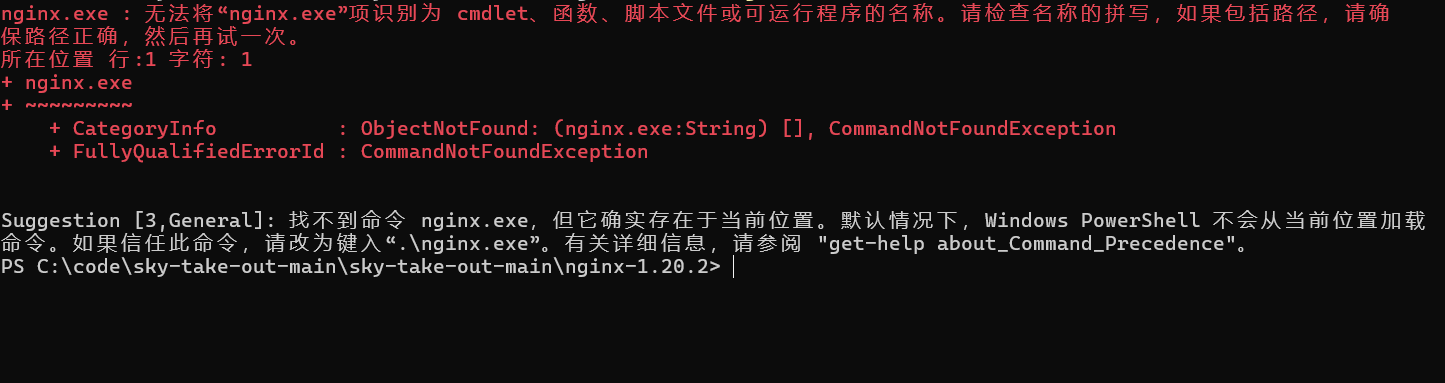 nginx.exe : 无法将“nginx.exe”项识别为 cmdlet、函数、脚本文件或可运行程序的名称。请检查名称的拼写，如果包括路径，请确
保路径正确，然后再试一次。
所在位置 行:1 字符: 1
+ nginx.exe
+ ~~~~~~~~~
    + CategoryInfo          : ObjectNotFound: (nginx.exe:String) [], CommandNotFoundException
    + FullyQualifiedErrorId : CommandNotFoundException
Suggestion [3,General]: 找不到命令 nginx.exe，但它确实存在于当前位置。默认情况下，Windows PowerShell 不会从当前位置加载
命令。如果信任此命令，请改为键入“.\nginx.exe”。有关详细信息，请参阅 "get-help about_Command_Precedence"。
PS C:\code\sky-take-out-main\sky-take-out-main\nginx-1.20.2>